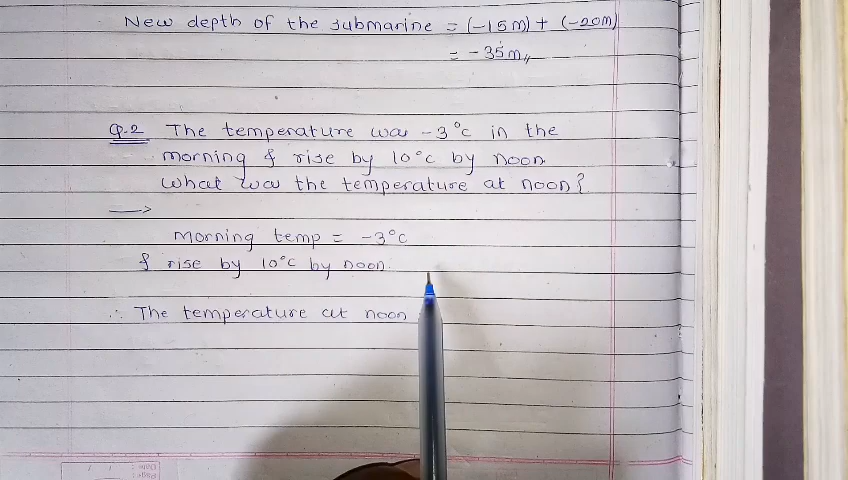 New depth of the submarine = (-15m) + (-20m)
= -35m,,
Q.2 The temperature was -3°c in the
morning & rise by 10°c by noon.
What was the temperature at noon?
→
Morning temp = -3°c
& rise by 10°c by noon.
∴ The temperature at noon